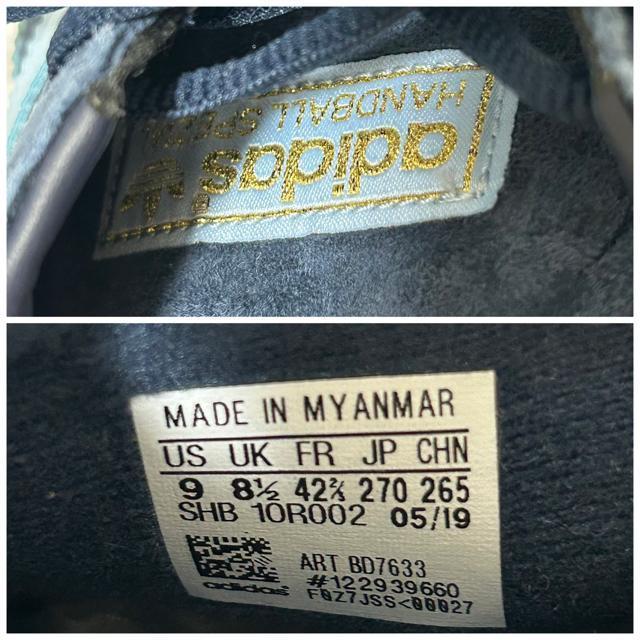 adidas
HANDBALL SPEZIAL
MADE IN MYANMAR
US UK FR JP CHN
9 8½ 42⅔ 270 265
SHB 10R002 05/19
ART BD7633
#122939660
F0Z7JSS<00027
adidas